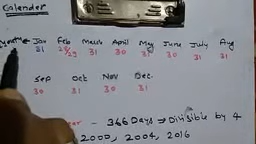 Calender
Jan Feb March April May June July Aug
31 28/29 31 30 31 30 31 31
Sep Oct Nov Dec.
30 31 30 31
- 366 Days → Divisible by 4
2000, 2004, 2016